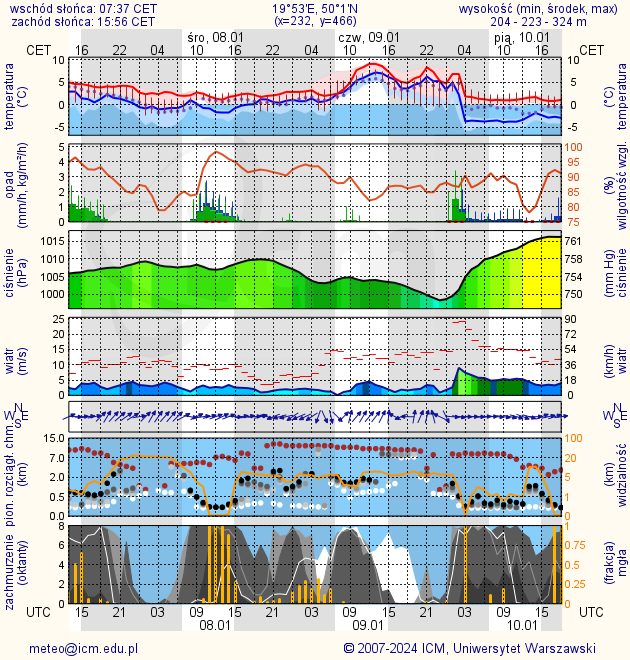 wschód słońca: 07:37 CET 19°53'E, 50°1'N wysokość (min, środek, max)
zachód słońca: 15:56 CET (x=232, y=466) 204 - 223 - 324 m
śro, 08.01 czw, 09.01 pią, 10.01
CET 16 22 04 10 16 22 04 10 16 22 04 10 16 CET
temperatura (°C) 10 5 0 -5 10 5 0 -5 (°C) temperatura
opad (mm/h, kg/m²/h) 5 4 3 2 1 0 100 95 90 85 80 75 (%) wilgotność wzgl.
ciśnienie (hPa) 1015 1010 1005 1000 761 758 754 750 (mm Hg) ciśnienie
wiatr (m/s) 25 20 15 10 5 0 90 72 54 36 18 0 (km/h) wiatr
N W E S N W E S
pion. rozciągł. chm. (km) 15.0 7.0 2.0 0.5 0.0 100 20 5 1 0 (km) widzialność
zachmurzenie (oktanty) 8 6 4 2 0 1 0.75 0.5 0.25 0 (frakcja) mgła
UTC 15 21 03 09 15 21 03 09 15 21 03 09 15 UTC
08.01 09.01 10.01
meteo@icm.edu.pl © 2007-2024 ICM, Uniwersytet Warszawski